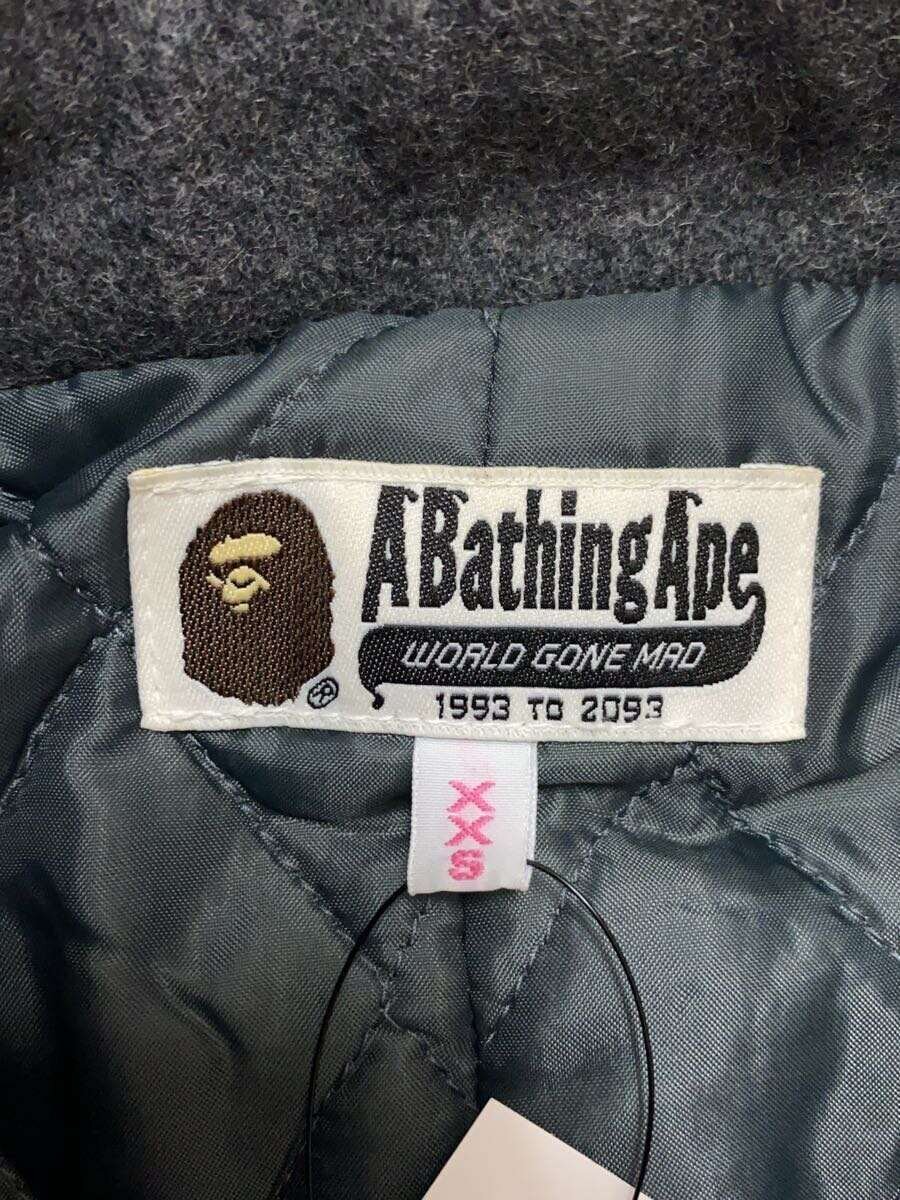 A Bathing Ape
®
WORLD GONE MAD
1993 TO 2093
XXS